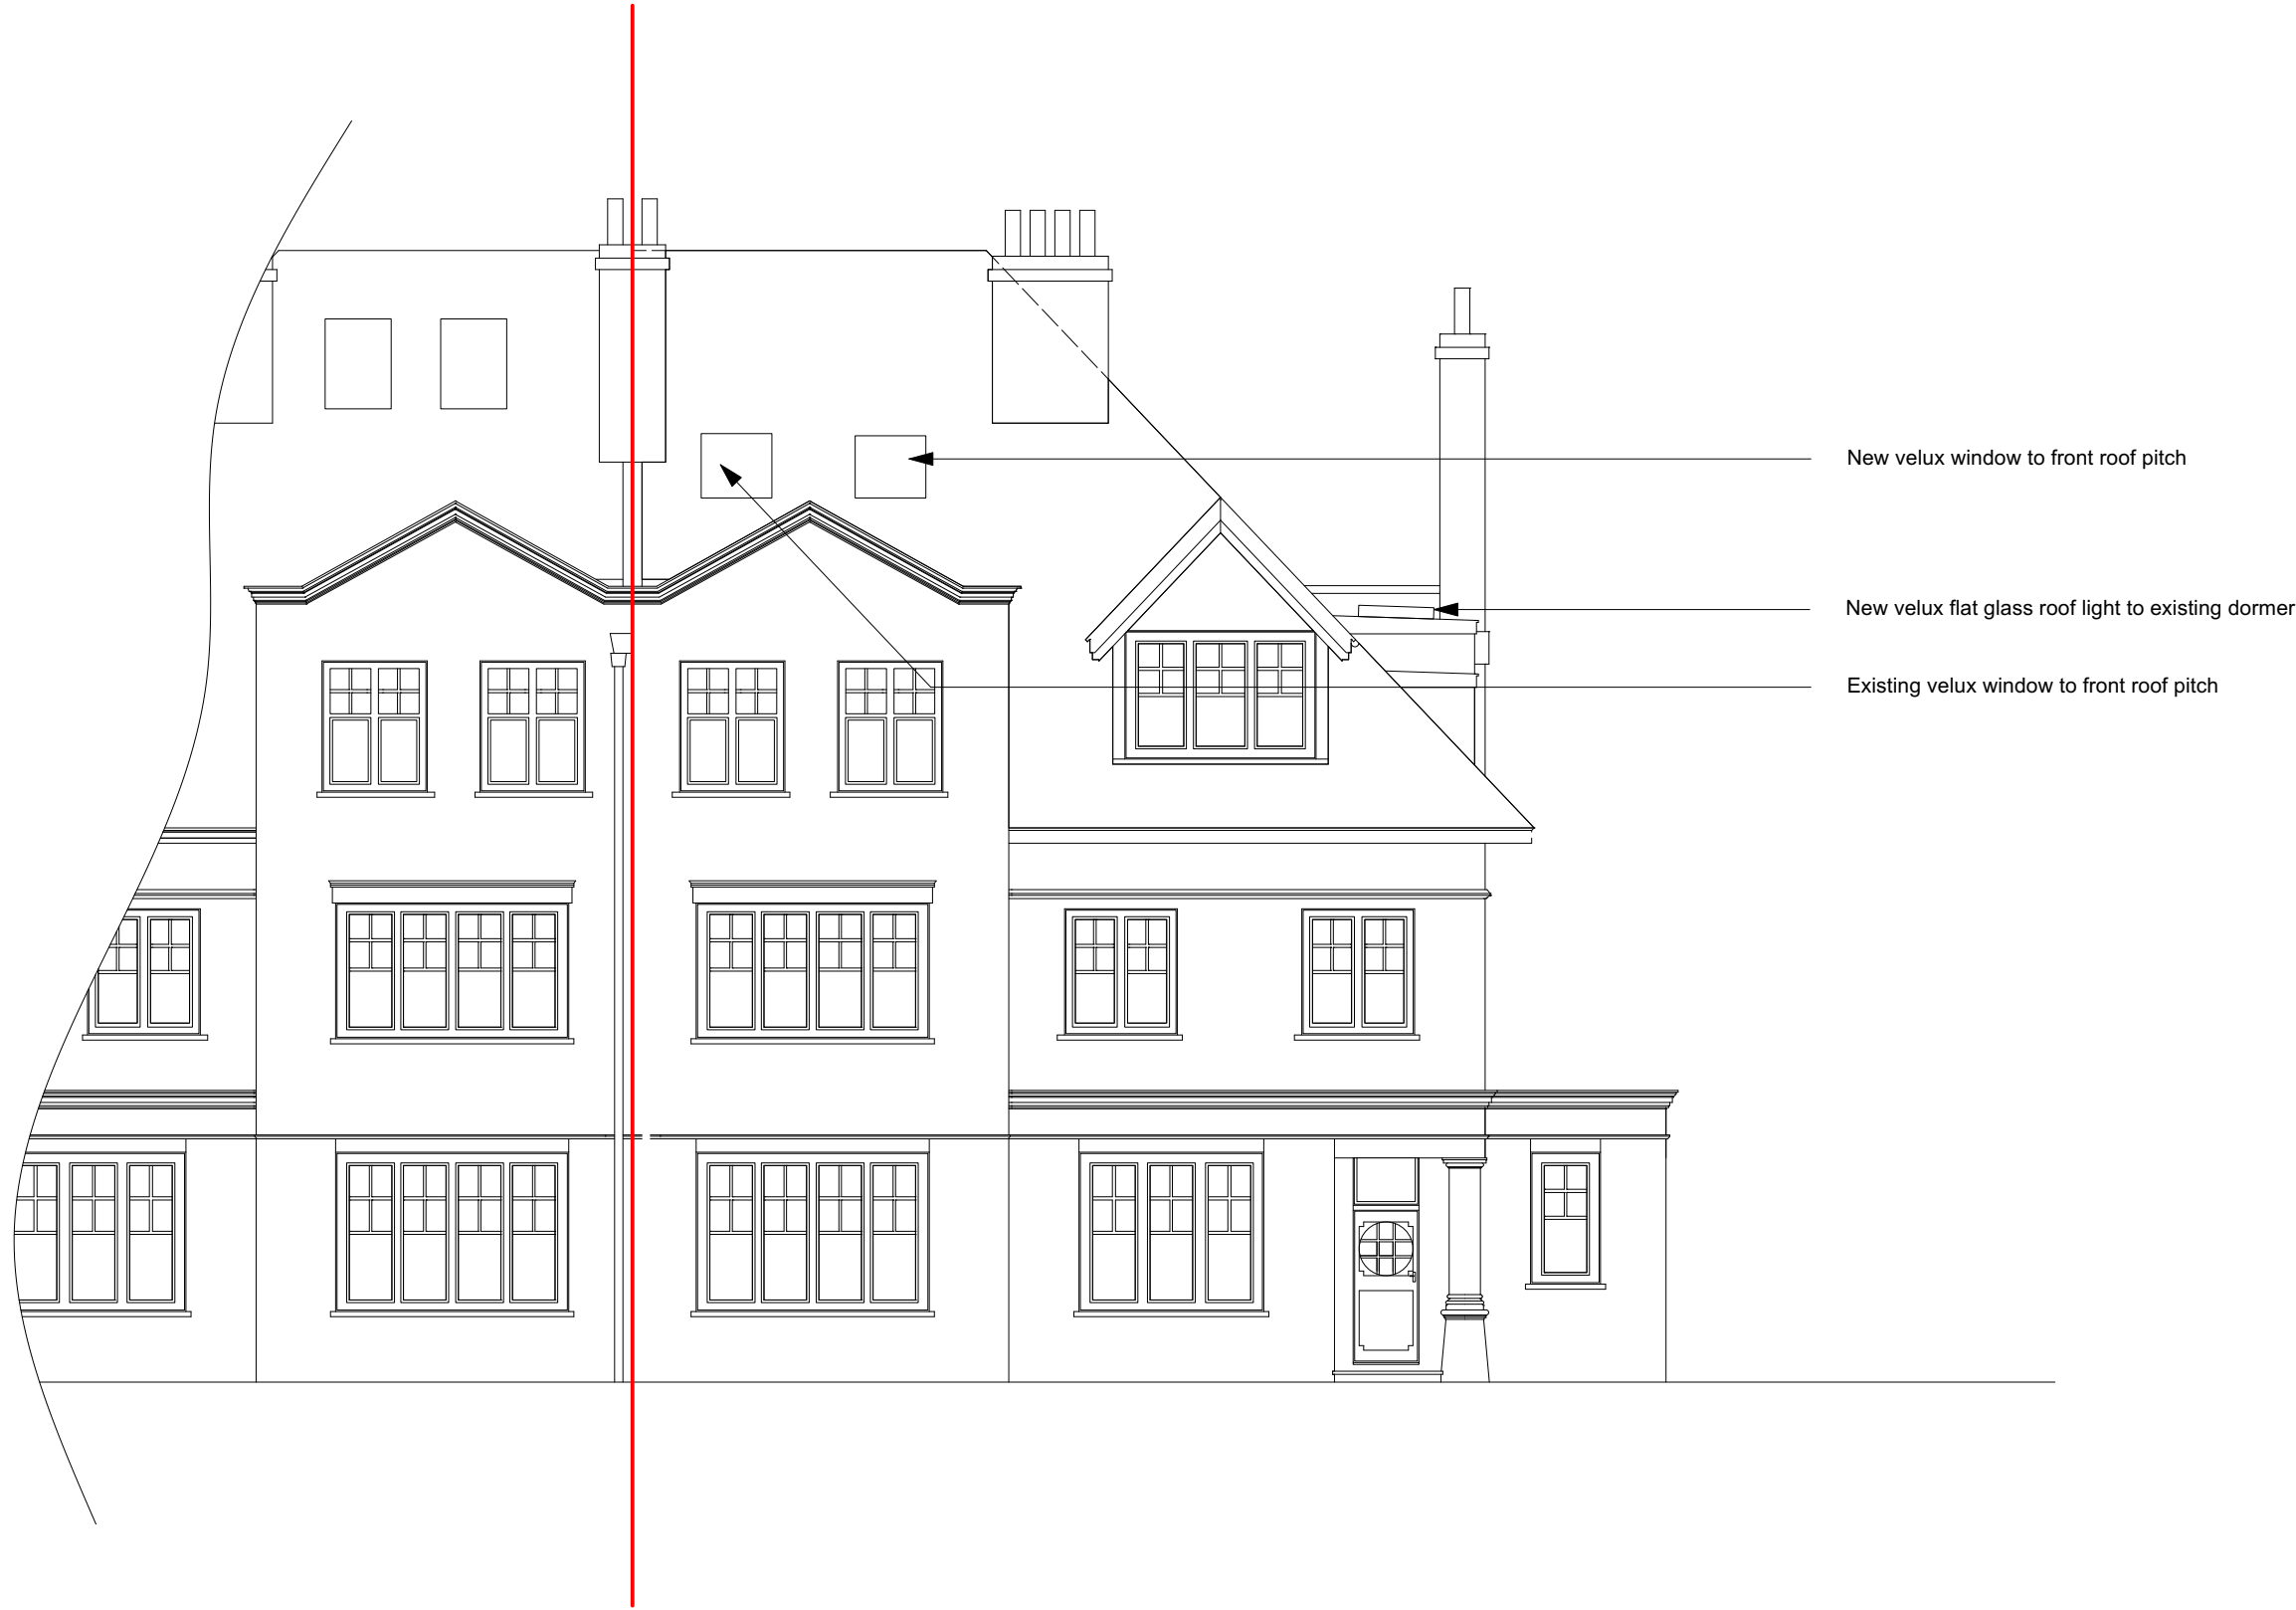 New velux window to front roof pitch
New velux flat glass roof light to existing dormer
Existing velux window to front roof pitch